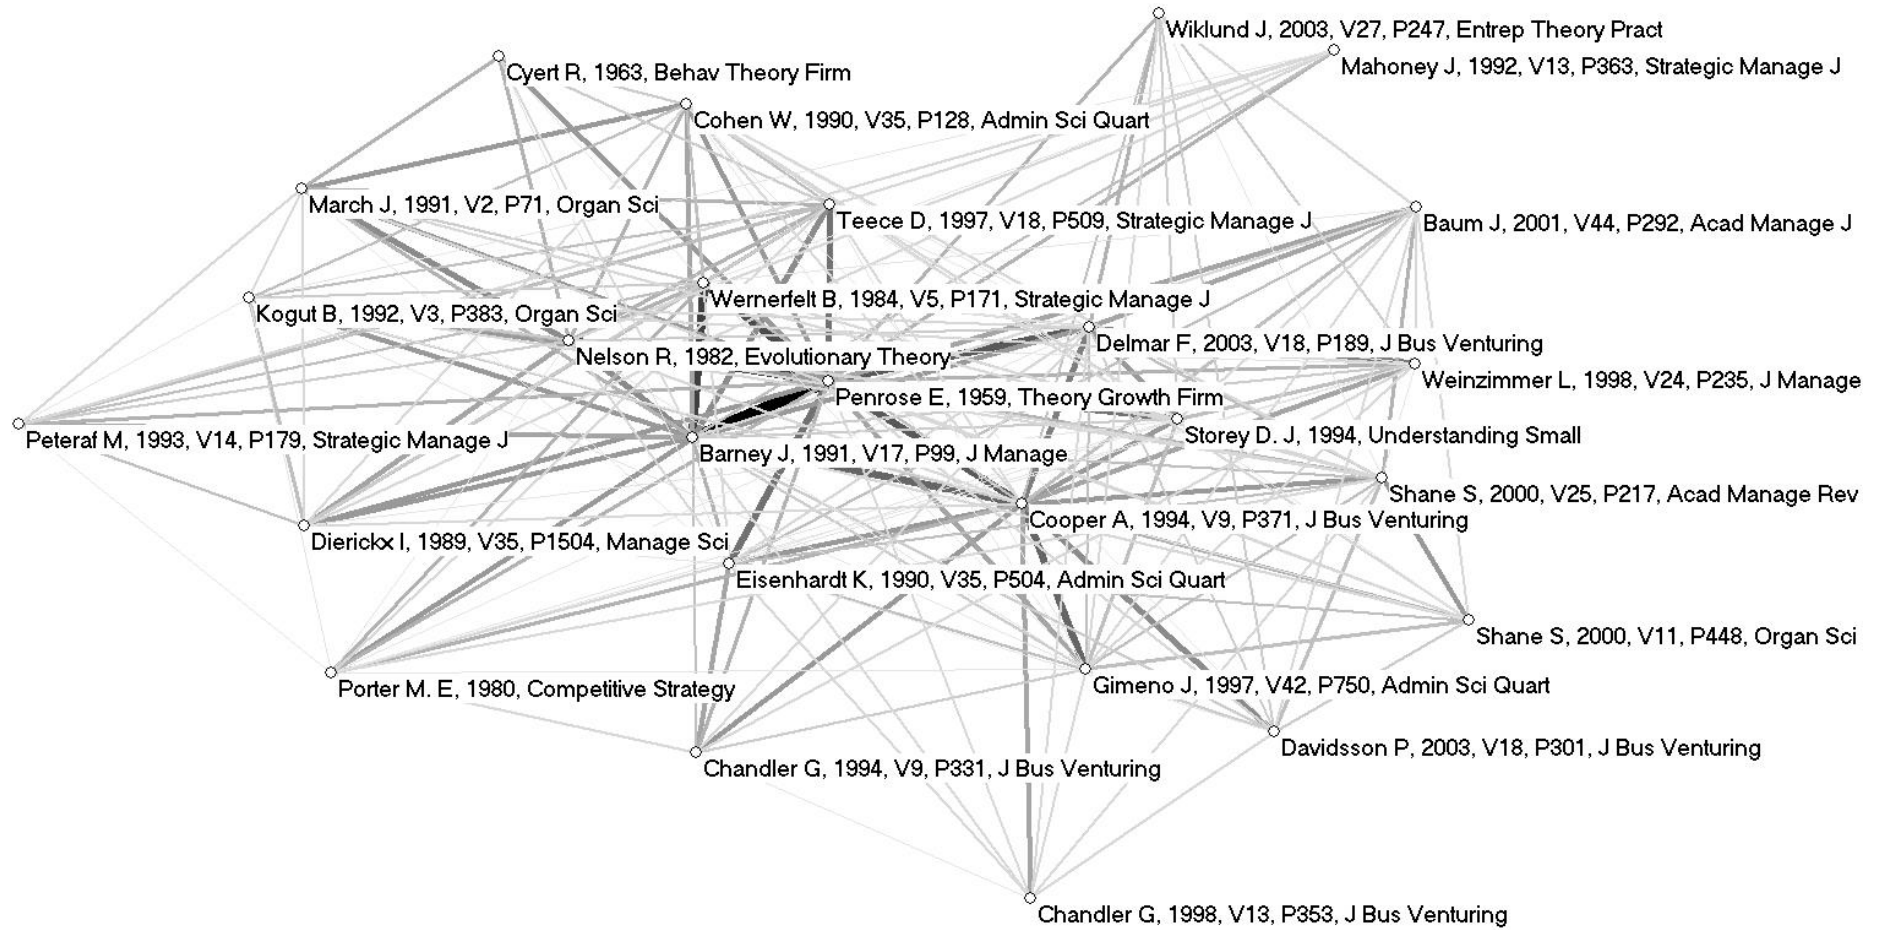 Wiklund J, 2003, V27, P247, Entrep Theory Pract
Mahoney J, 1992, V13, P363, Strategic Manage J
Cyert R, 1963, Behav Theory Firm
Cohen W, 1990, V35, P128, Admin Sci Quart
March J, 1991, V2, P71, Organ Sci
Teece D, 1997, V18, P509, Strategic Manage J
Baum J, 2001, V44, P292, Acad Manage J
Wernerfelt B, 1984, V5, P171, Strategic Manage J
Kogut B, 1992, V3, P383, Organ Sci
Delmar F, 2003, V18, P189, J Bus Venturing
Nelson R, 1982, Evolutionary Theory
Weinzimmer L, 1998, V24, P235, J Manage
Penrose E, 1959, Theory Growth Firm
Storey D. J, 1994, Understanding Small
Peteraf M, 1993, V14, P179, Strategic Manage J
Barney J, 1991, V17, P99, J Manage
Shane S, 2000, V25, P217, Acad Manage Rev
Cooper A, 1994, V9, P371, J Bus Venturing
Dierickx I, 1989, V35, P1504, Manage Sci
Eisenhardt K, 1990, V35, P504, Admin Sci Quart
Shane S, 2000, V11, P448, Organ Sci
Gimeno J, 1997, V42, P750, Admin Sci Quart
Porter M. E, 1980, Competitive Strategy
Davidsson P, 2003, V18, P301, J Bus Venturing
Chandler G, 1994, V9, P331, J Bus Venturing
Chandler G, 1998, V13, P353, J Bus Venturing